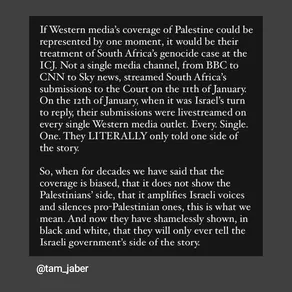 If Western media's coverage of Palestine could be
represented by one moment, it would be their
treatment of South Africa's genocide case at the
ICJ. Not a single media channel, from BBC to
CNN to Sky news, streamed South Africa's
submissions to the Court on the 11th of January.
On the 12th of January, when it was Israel's turn
to reply, their submissions were livestreamed on
every single Western media outlet. Every. Single.
One. They LITERALLY only told one side of
the story.
So, when for decades we have said that the
coverage is biased, that it does not show the
Palestinians' side, that it amplifies Israeli voices
and silences pro-Palestinian ones, this is what we
mean. And now they have shamelessly shown, in
black and white, that they will only ever tell the
Israeli government's side of the story.
@tam_jaber